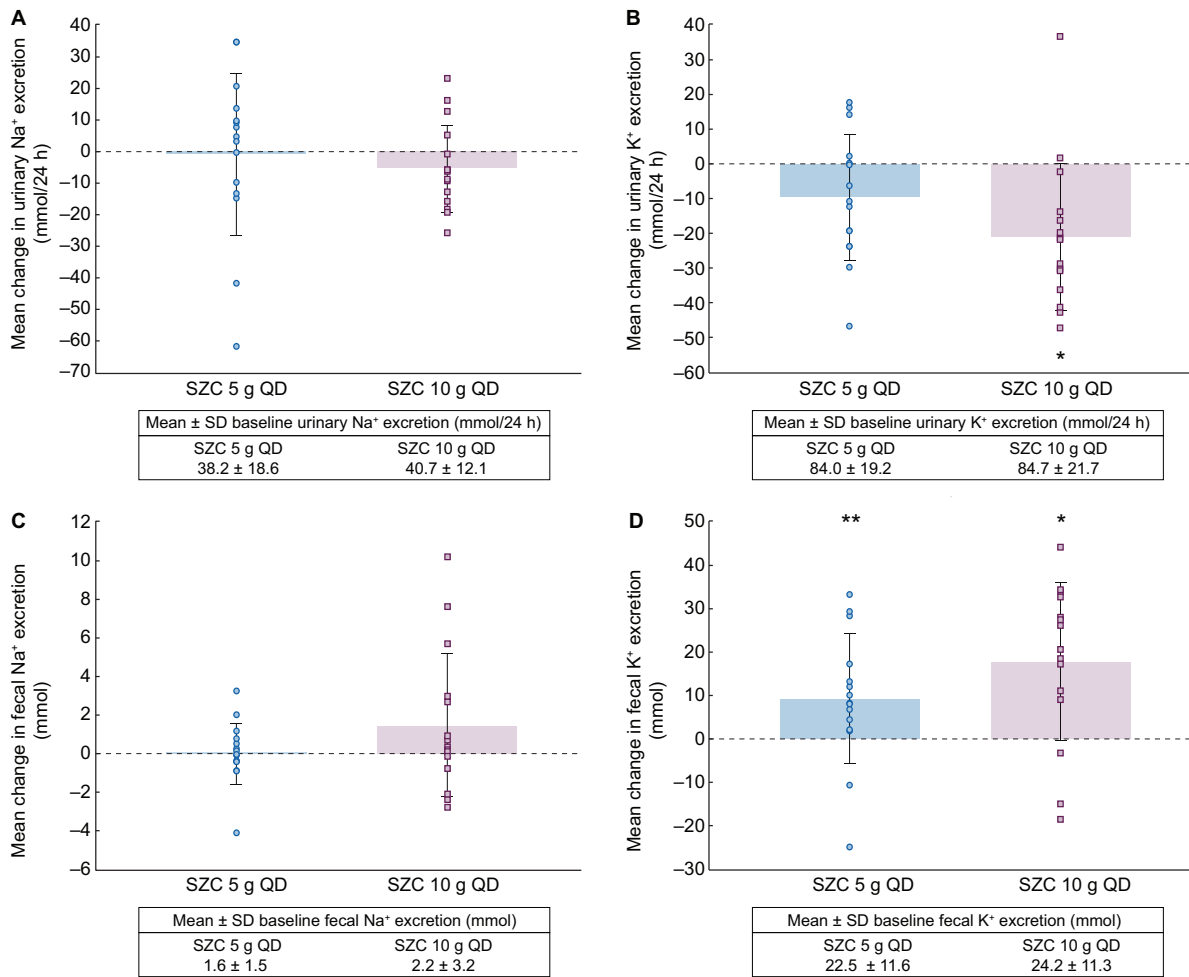 A
Mean change in urinary Na⁺ excretion
(mmol/24 h)
40
30
20
10
0
–10
–20
–30
–40
–50
–60
–70
SZC 5 g QD SZC 10 g QD
Mean ± SD baseline urinary Na⁺ excretion (mmol/24 h)
SZC 5 g QD SZC 10 g QD
38.2 ± 18.6 40.7 ± 12.1
B
Mean change in urinary K⁺ excretion
(mmol/24 h)
40
30
20
10
0
–10
–20
–30
–40
–50
–60
*
SZC 5 g QD SZC 10 g QD
Mean ± SD baseline urinary K⁺ excretion (mmol/24 h)
SZC 5 g QD SZC 10 g QD
84.0 ± 19.2 84.7 ± 21.7
C
Mean change in fecal Na⁺ excretion
(mmol)
12
10
8
6
4
2
0
–2
–4
–6
SZC 5 g QD SZC 10 g QD
Mean ± SD baseline fecal Na⁺ excretion (mmol)
SZC 5 g QD SZC 10 g QD
1.6 ± 1.5 2.2 ± 3.2
D
Mean change in fecal K⁺ excretion
(mmol)
50
40
30
20
10
0
–10
–20
–30
** *
SZC 5 g QD SZC 10 g QD
Mean ± SD baseline fecal K⁺ excretion (mmol)
SZC 5 g QD SZC 10 g QD
22.5 ± 11.6 24.2 ± 11.3